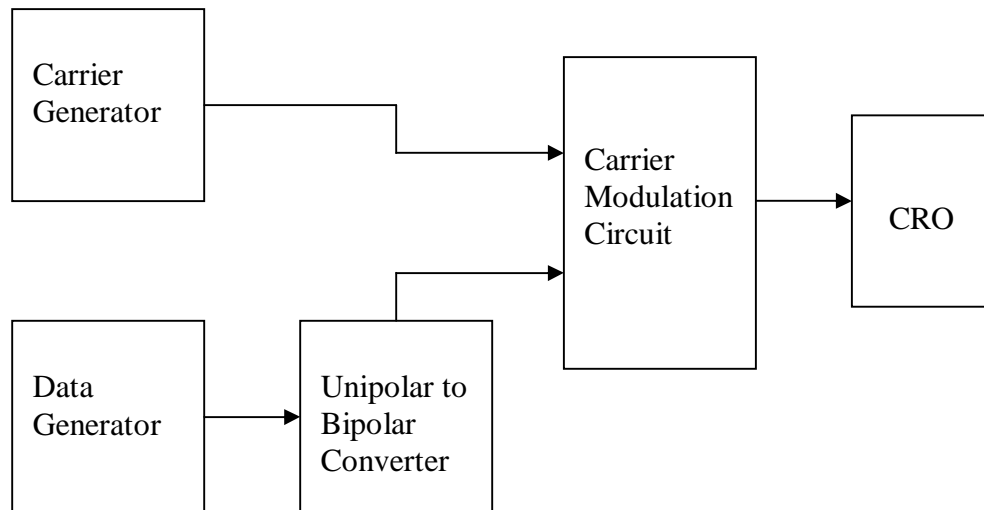 Carrier
Generator
Carrier
Modulation
Circuit
CRO
Data
Generator
Unipolar to
Bipolar
Converter